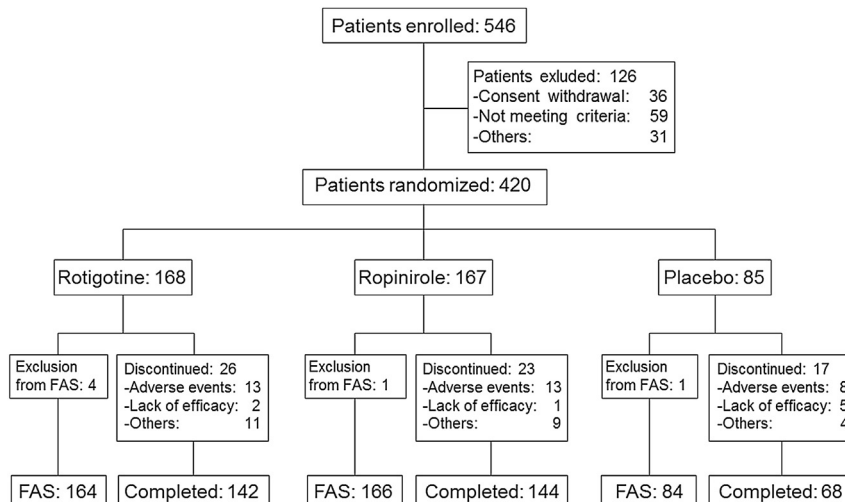 Patients enrolled: 546
Patients exluded: 126
-Consent withdrawal: 36
-Not meeting criteria: 59
-Others: 31
Patients randomized: 420
Rotigotine: 168
Ropinirole: 167
Placebo: 85
Exclusion
from FAS: 4
Discontinued: 26
-Adverse events: 13
-Lack of efficacy: 2
-Others: 11
Exclusion
from FAS: 1
Discontinued: 23
-Adverse events: 13
-Lack of efficacy: 1
-Others: 9
Exclusion
from FAS: 1
Discontinued: 17
-Adverse events: 8
-Lack of efficacy: 5
-Others: 4
FAS: 164
Completed: 142
FAS: 166
Completed: 144
FAS: 84
Completed: 68